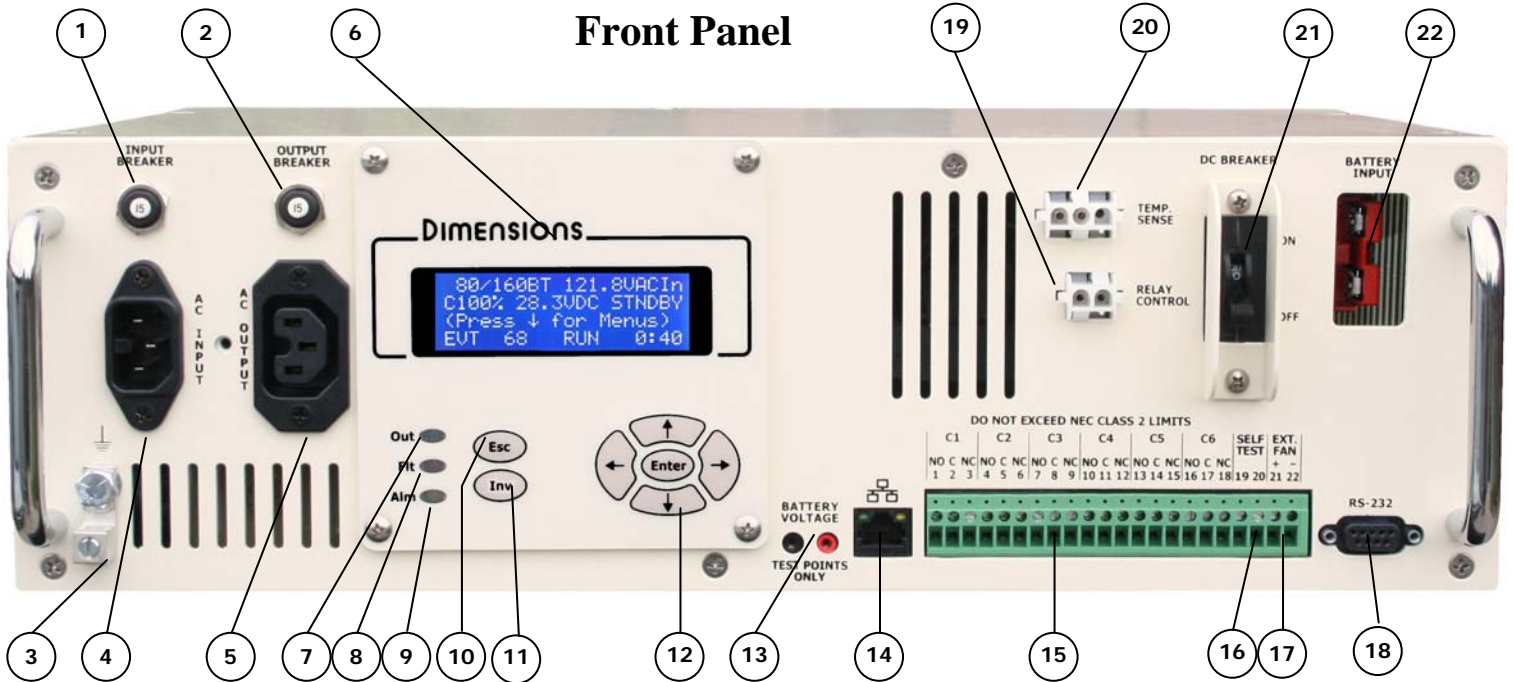 Front Panel
1
2
6
19
20
21
22
INPUT
BREAKER
15
OUTPUT
BREAKER
15
AC INPUT
AC OUTPUT
DIMENSIONS
80/160BT 121.8VACIn
C100% 28.3VDC STNDBY
(Press ↓ for Menus)
EVT 68 RUN 0:40
Out
Flt
Alm
Esc
Inv
↑
← Enter →
↓
TEMP.
SENSE
RELAY
CONTROL
DC BREAKER
ON
OFF
BATTERY
INPUT
BATTERY
VOLTAGE
TEST POINTS
ONLY
DO NOT EXCEED NEC CLASS 2 LIMITS
C1 C2 C3 C4 C5 C6 SELF TEST EXT. FAN
NO C NC NO C NC NO C NC NO C NC NO C NC NO C NC + −
1 2 3 4 5 6 7 8 9 10 11 12 13 14 15 16 17 18 19 20 21 22
RS-232
3
4
5
7
8
9
10
11
12
13
14
15
16
17
18